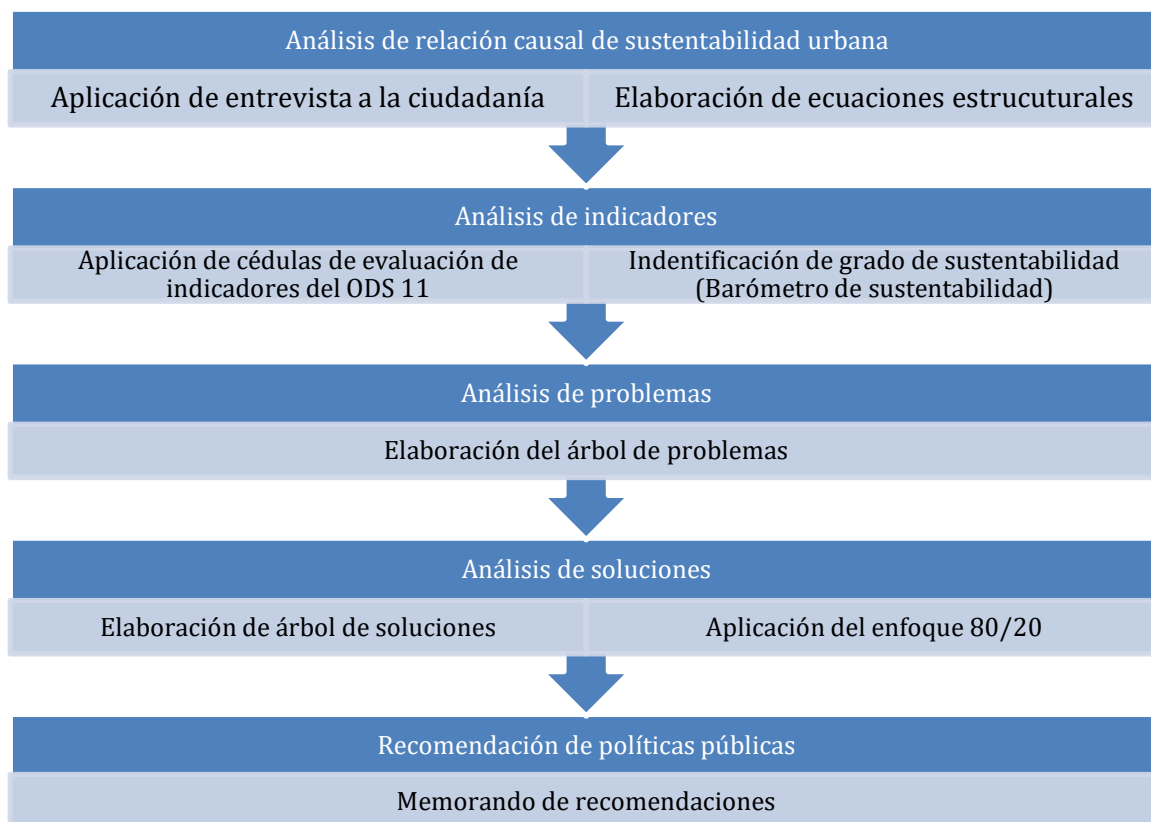 Análisis de relación causal de sustentabilidad urbana
Aplicación de entrevista a la ciudadanía
Elaboración de ecuaciones estrucuturales
Análisis de indicadores
Aplicación de cédulas de evaluación de
indicadores del ODS 11
Indentificación de grado de sustentabilidad
(Barómetro de sustentabilidad)
Análisis de problemas
Elaboración del árbol de problemas
Análisis de soluciones
Elaboración de árbol de soluciones
Aplicación del enfoque 80/20
Recomendación de políticas públicas
Memorando de recomendaciones